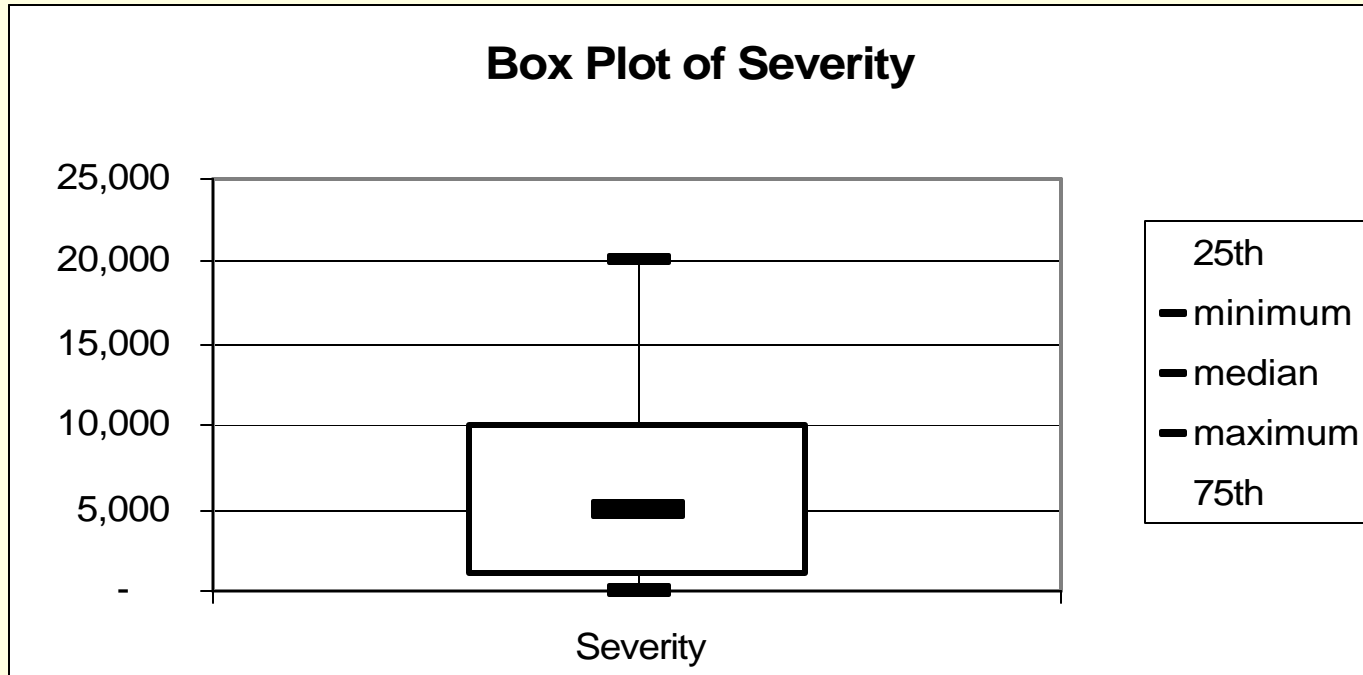 Box Plot of Severity
25,000
20,000
15,000
10,000
5,000
-
Severity
25th
minimum
median
maximum
75th